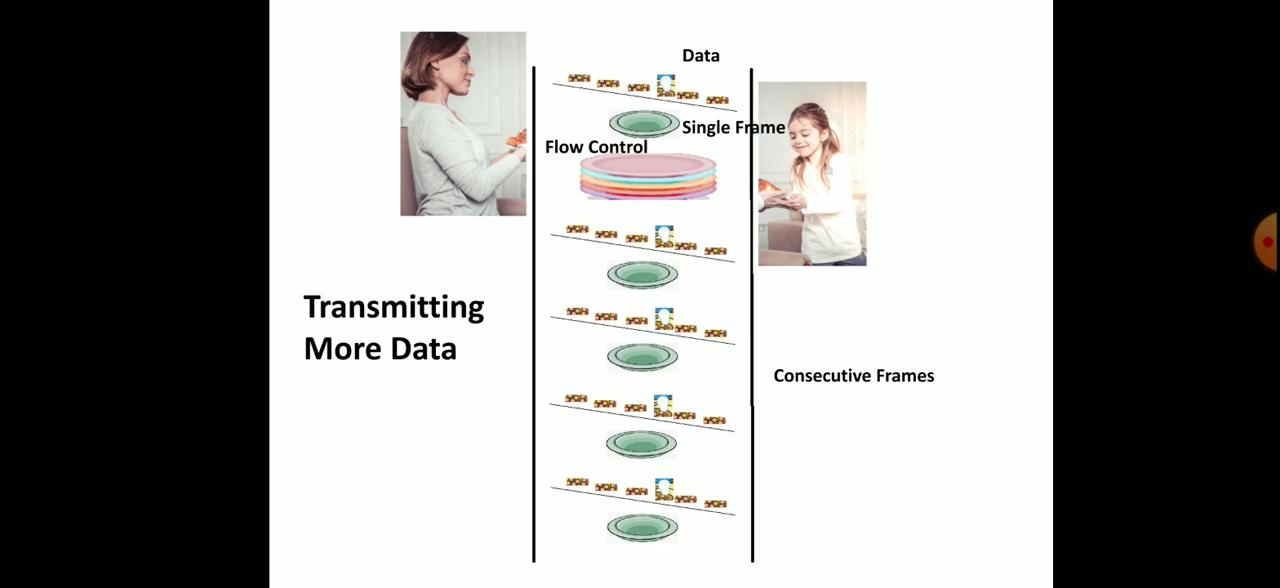 Data
Single Frame
Flow Control
Transmitting
More Data
Consecutive Frames